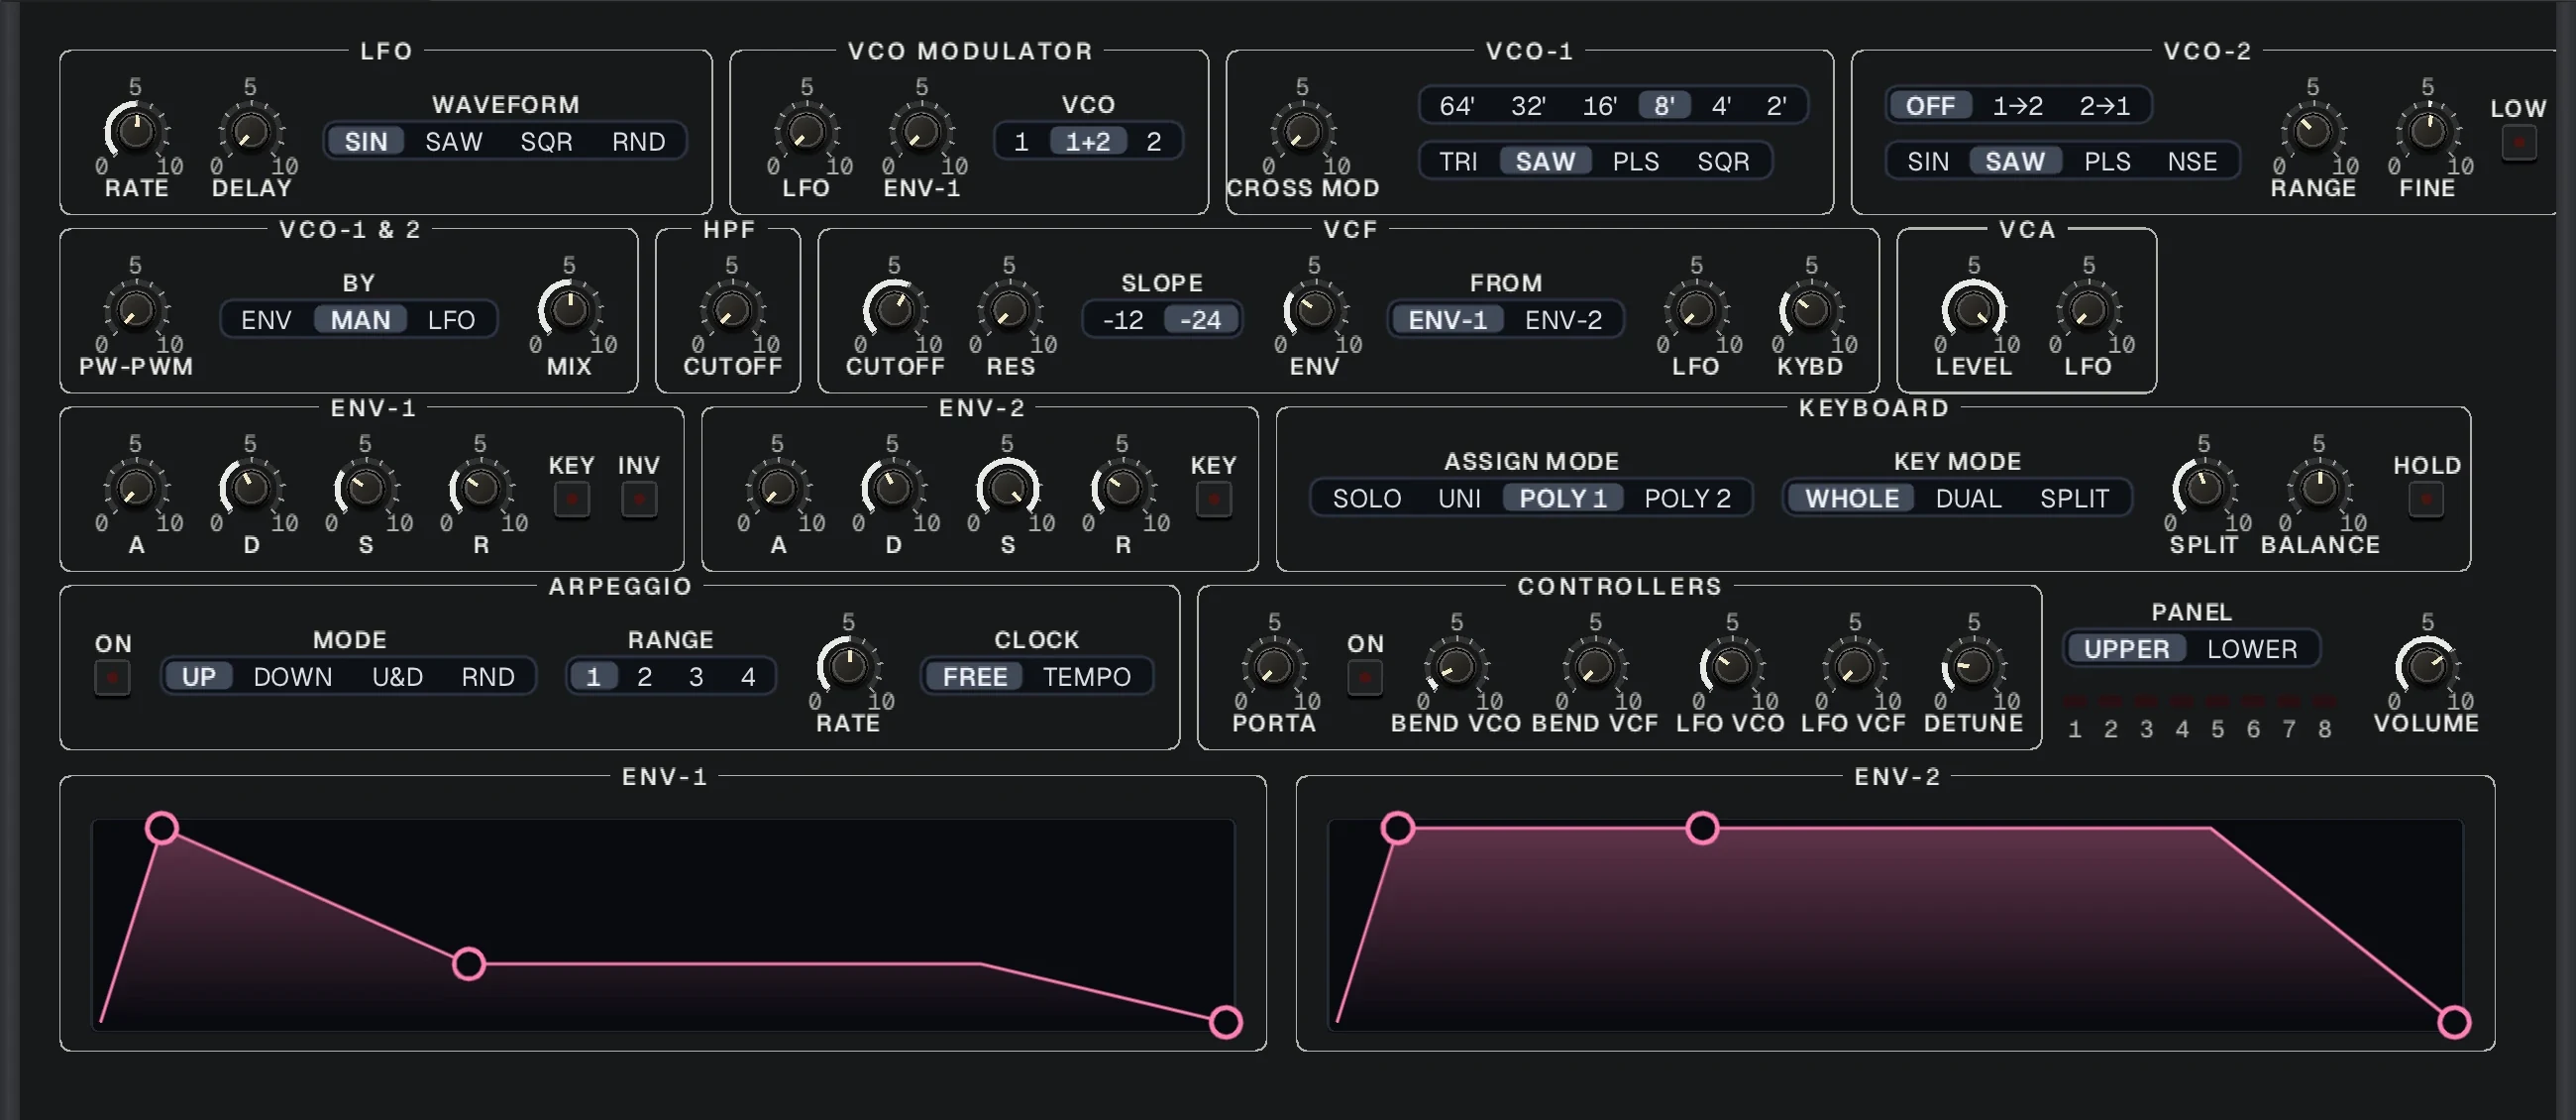 LFO
5 5
WAVEFORM
SIN SAW SQR RND
0 10 0 10
RATE DELAY
VCO MODULATOR
5 5
VCO
1 1+2 2
0 10 0 10
LFO ENV-1
VCO-1
5
64' 32' 16' 8' 4' 2'
TRI SAW PLS SQR
0 10
CROSS MOD
VCO-2
5 5
OFF 1→2 2→1
LOW
SIN SAW PLS NSE
0 10 0 10
RANGE FINE
VCO-1 & 2
5 5
BY
ENV MAN LFO
0 10 0 10
PW-PWM MIX
HPF
5
0 10
CUTOFF
VCF
5 5 5 5 5
SLOPE FROM
-12 -24 ENV-1 ENV-2
0 10 0 10 0 10 0 10 0 10
CUTOFF RES ENV LFO KYBD
VCA
5 5
0 10 0 10
LEVEL LFO
ENV-1
5 5 5 5
KEY INV
0 10 0 10 0 10 0 10
A D S R
ENV-2
5 5 5 5
KEY
0 10 0 10 0 10 0 10
A D S R
KEYBOARD
5 5
ASSIGN MODE KEY MODE HOLD
SOLO UNI POLY 1 POLY 2 WHOLE DUAL SPLIT
0 10 0 10
SPLIT BALANCE
ARPEGGIO
5
ON MODE RANGE CLOCK
UP DOWN U&D RND 1 2 3 4 FREE TEMPO
0 10
RATE
CONTROLLERS
5 5 5 5 5 5
ON
0 10 0 10 0 10 0 10 0 10 0 10
PORTA BEND VCO BEND VCF LFO VCO LFO VCF DETUNE
PANEL
UPPER LOWER
1 2 3 4 5 6 7 8
5
0 10
VOLUME
ENV-1
ENV-2